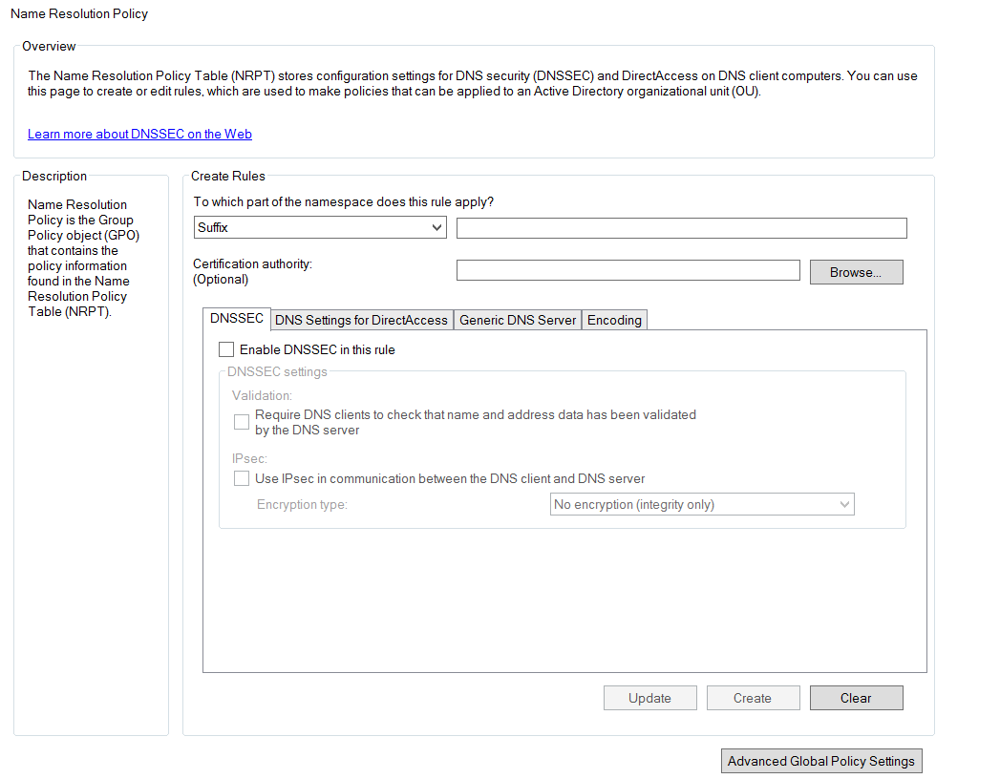 Name Resolution Policy
Overview
The Name Resolution Policy Table (NRPT) stores configuration settings for DNS security (DNSSEC) and DirectAccess on DNS client computers. You can use
this page to create or edit rules, which are used to make policies that can be applied to an Active Directory organizational unit (OU).
Learn more about DNSSEC on the Web
Description
Name Resolution
Policy is the Group
Policy object (GPO)
that contains the
policy information
found in the Name
Resolution Policy
Table (NRPT).
Create Rules
To which part of the namespace does this rule apply?
Suffix
Certification authority:
(Optional)
Browse...
DNSSEC DNS Settings for DirectAccess Generic DNS Server Encoding
Enable DNSSEC in this rule
DNSSEC settings
Validation:
Require DNS clients to check that name and address data has been validated
by the DNS server
IPsec:
Use IPsec in communication between the DNS client and DNS server
Encryption type: No encryption (integrity only)
Update Create Clear
Advanced Global Policy Settings